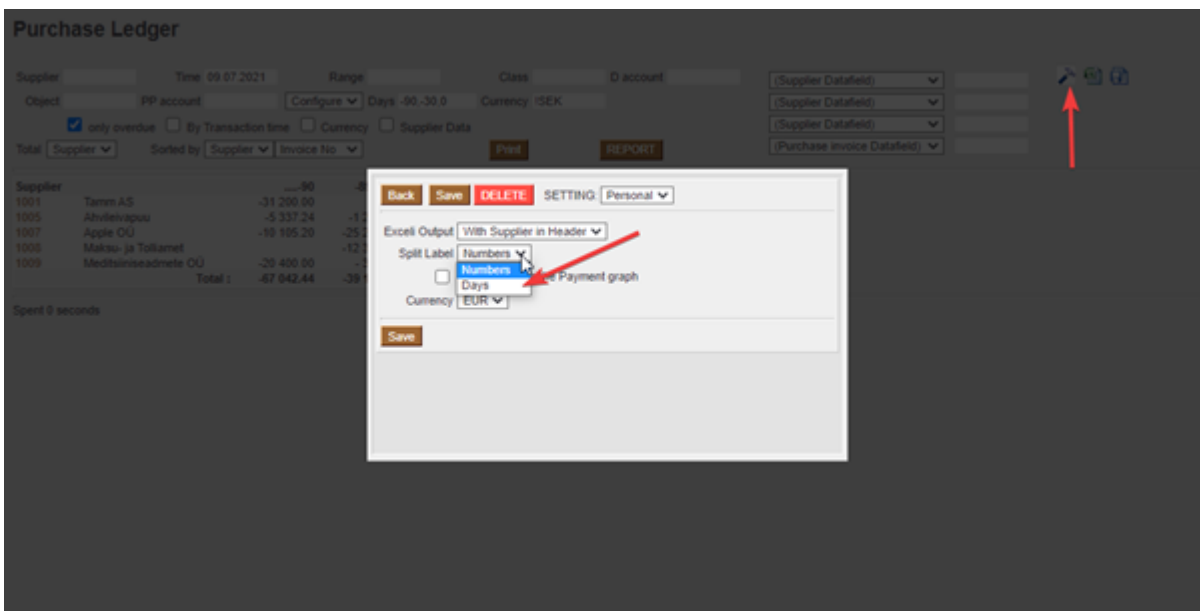 Purchase Ledger
Supplier Time 09.07.2021 Range Class D account (Supplier Datafield)
Object PP account Configure Days -90,-30,0 Currency !SEK (Supplier Datafield)
only overdue By Transaction time Currency Supplier Data (Supplier Datafield)
Total Supplier Sorted by Supplier Invoice No Print REPORT (Purchase invoice Datafield)
Supplier ....-90
1001 Tamm AS -31 200.00
1005 Ahvileivapuu -5 337.24
1007 Apple OÜ -10 105.20
1008 Maksu- ja Tolliamet
1009 Meditsiiniseadmete OÜ -20 400.00
Total : -67 042.44
Spent 0 seconds
Back Save DELETE SETTING: Personal
Exceli Output With Supplier in Header
Split Label Numbers
Numbers
Days
Payment graph
Currency EUR
Save